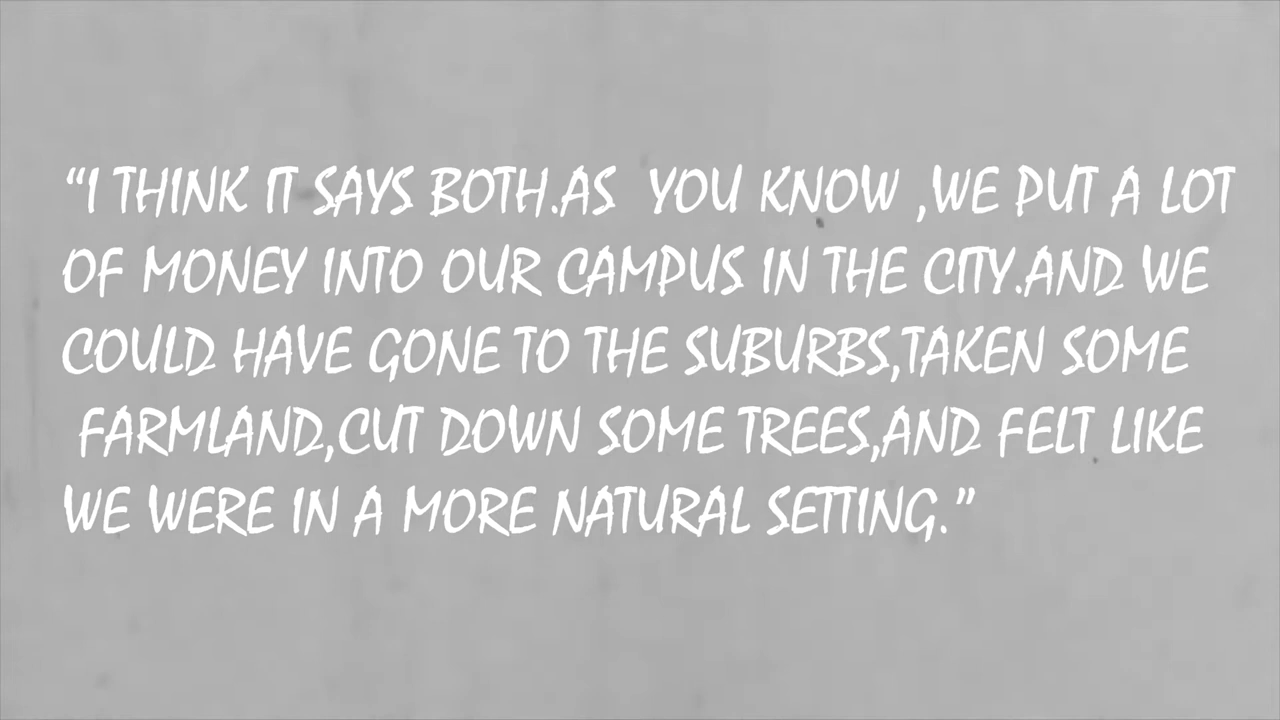 “I THINK IT SAYS BOTH.AS  YOU KNOW ,WE PUT A LOT
OF MONEY INTO OUR CAMPUS IN THE CITY.AND WE
COULD HAVE GONE TO THE SUBURBS,TAKEN SOME
FARMLAND,CUT DOWN SOME TREES,AND FELT LIKE
WE WERE IN A MORE NATURAL SETTING.”